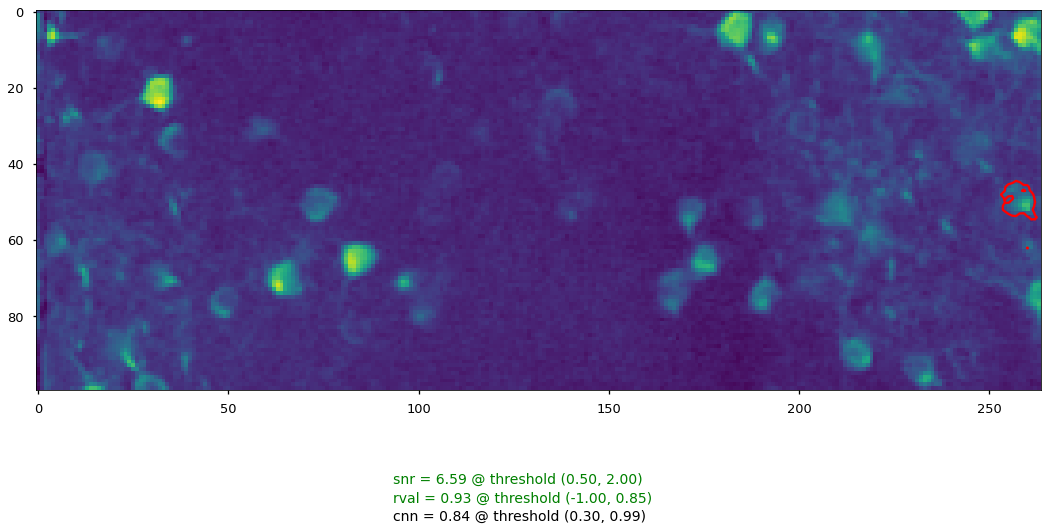 0
20
40
60
80
0 50 100 150 200 250
snr = 6.59 @ threshold (0.50, 2.00)
rval = 0.93 @ threshold (-1.00, 0.85)
cnn = 0.84 @ threshold (0.30, 0.99)